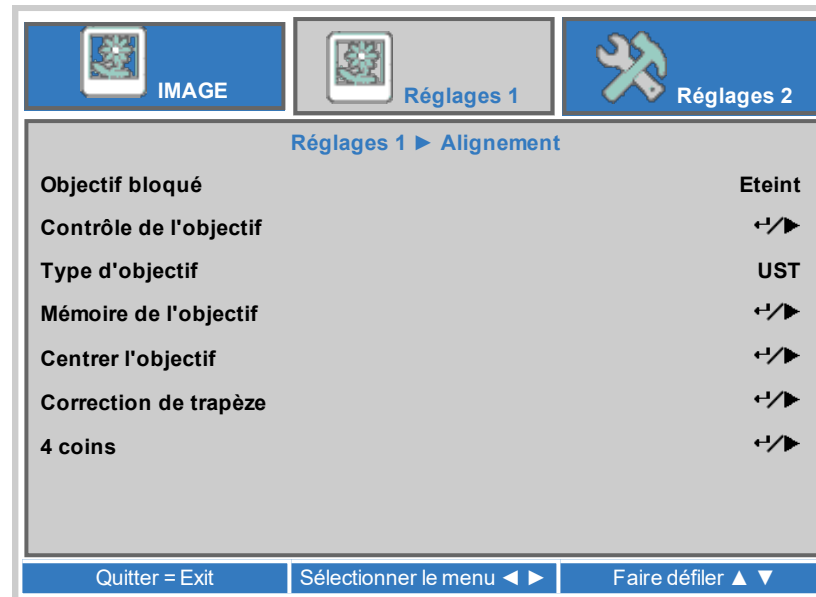 IMAGE
Réglages 1
Réglages 2
Réglages 1 ► Alignement
Objectif bloqué Eteint
Contrôle de l'objectif ↵/►
Type d'objectif UST
Mémoire de l'objectif ↵/►
Centrer l'objectif ↵/►
Correction de trapèze ↵/►
4 coins ↵/►
Quitter = Exit
Sélectionner le menu ◄ ►
Faire défiler ▲ ▼